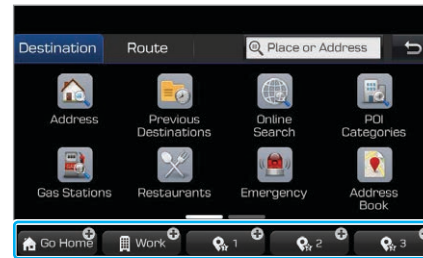 Destination Route Place or Address
Address Previous Destinations Online Search POI Categories
Gas Stations Restaurants Emergency Address Book
Go Home Work 1 2 3